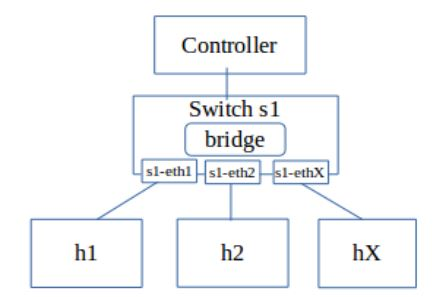 Controller
Switch s1
bridge
s1-eth1 s1-eth2 s1-ethX
h1 h2 hX